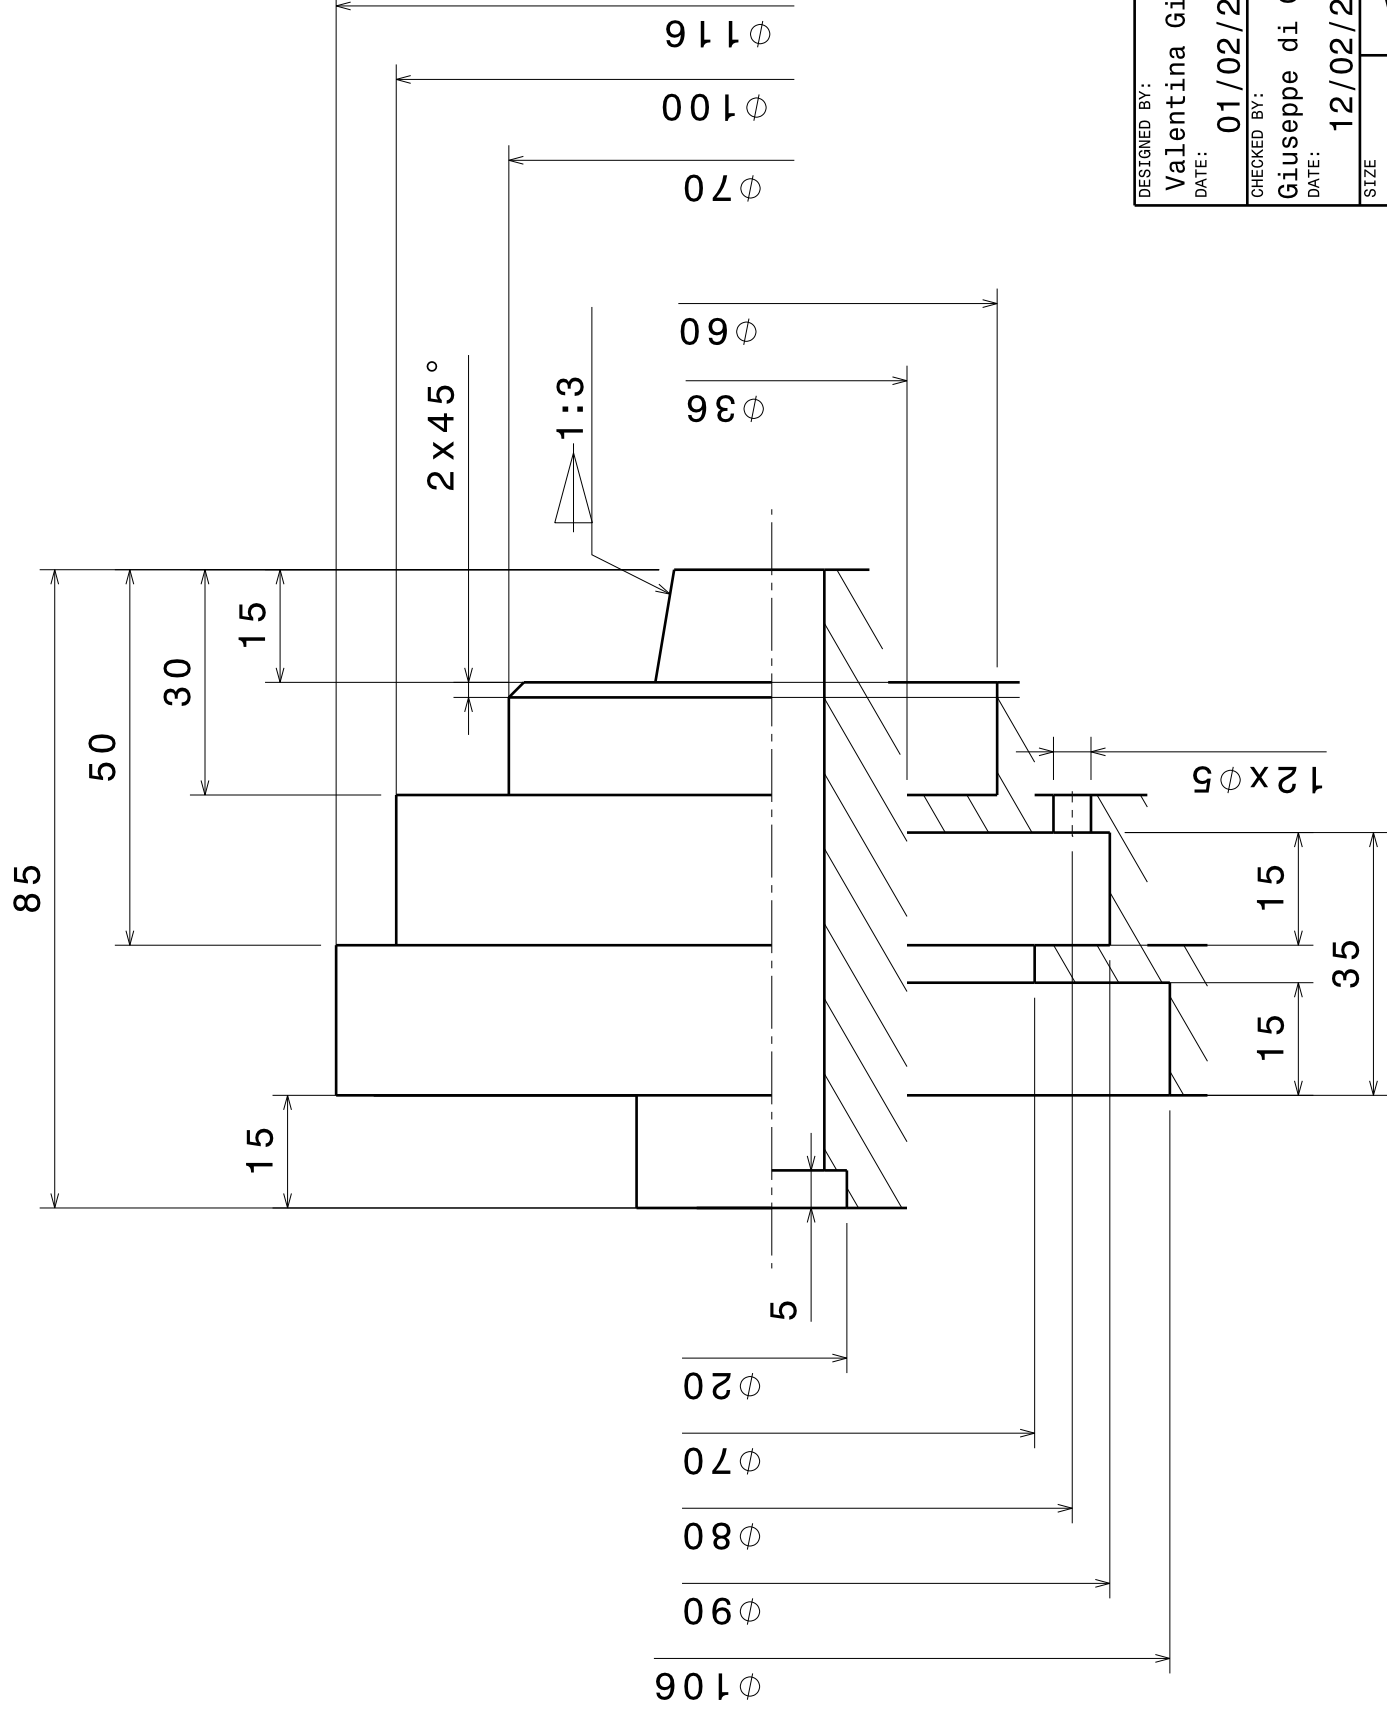 ⌀116
⌀100
⌀70
⌀60
⌀36
2x45°
1:3
15
30
50
85
15
12x⌀5
15
35
15
5
⌀20
⌀70
⌀80
⌀90
⌀106
DESIGNED BY:
Valentina Gi
DATE:
01/02/2
CHECKED BY:
Giuseppe di
DATE:
12/02/2
SIZE